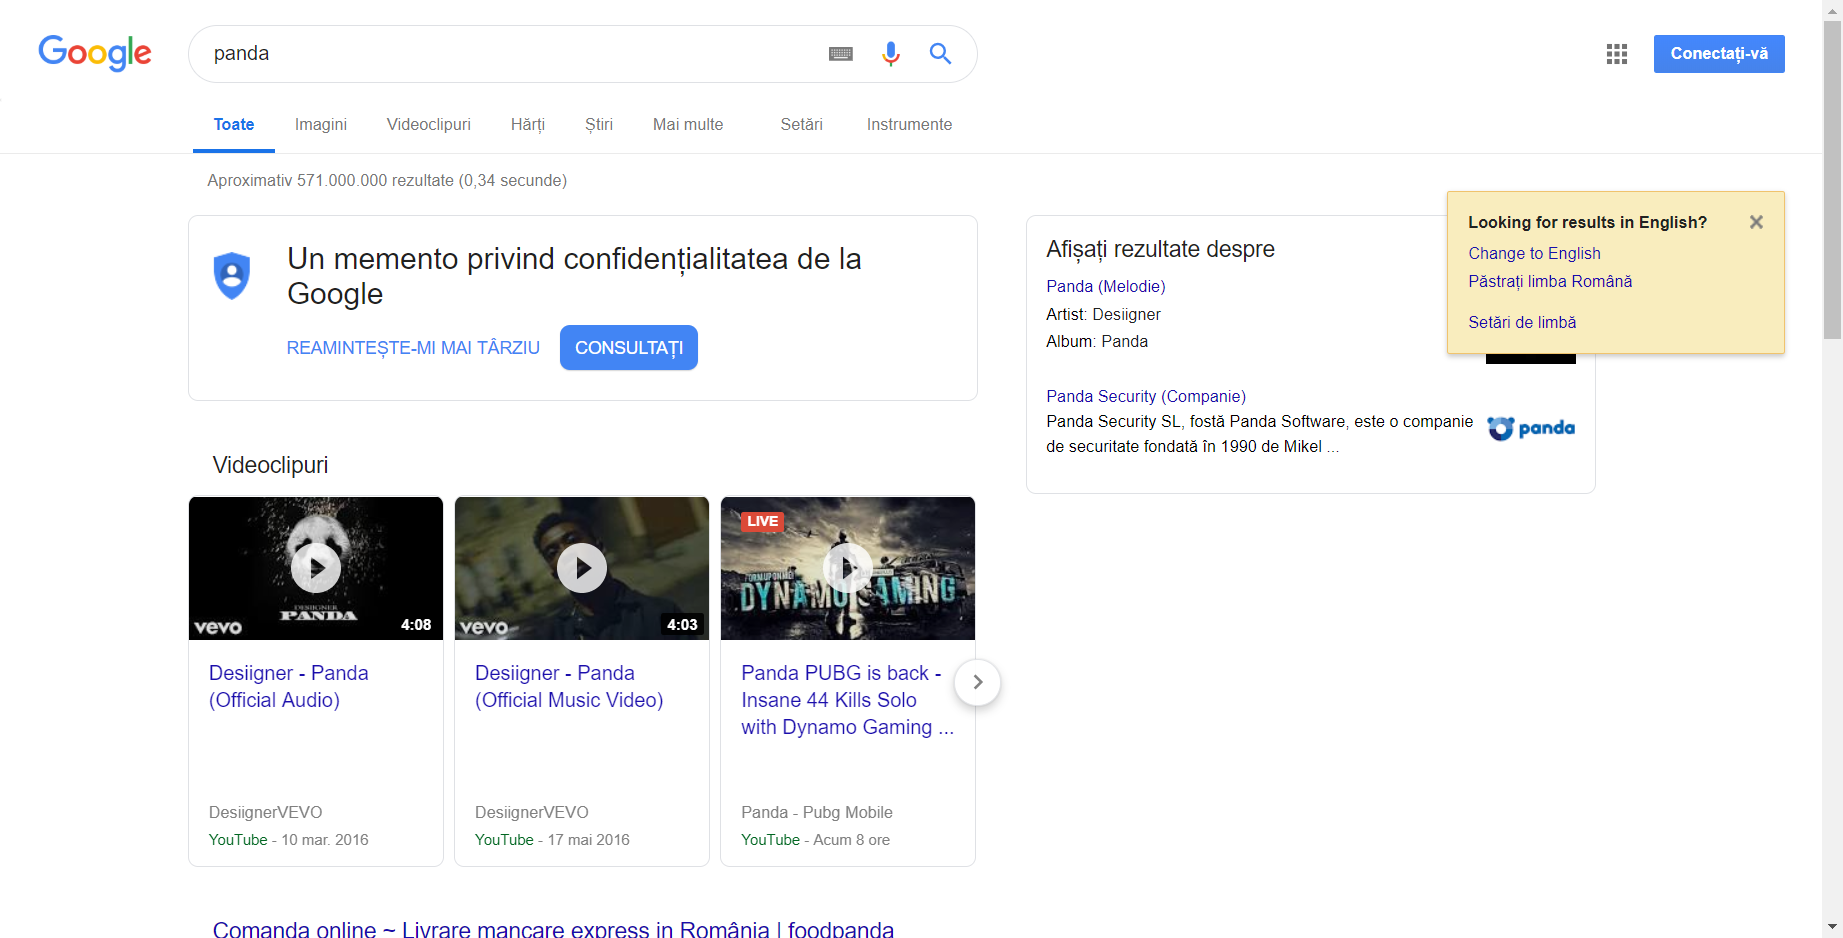 Google
panda
Conectați-vă
Toate Imagini Videoclipuri Hărți Știri Mai multe Setări Instrumente
Aproximativ 571.000.000 rezultate (0,34 secunde)
Un memento privind confidențialitatea de la
Google
REAMINTEȘTE-MI MAI TÂRZIU CONSULTAȚI
Videoclipuri
DESIIGNER
PANDA
vevo
4:08
Desiigner - Panda
(Official Audio)
DesiignerVEVO
YouTube - 10 mar. 2016
vevo
4:03
Desiigner - Panda
(Official Music Video)
DesiignerVEVO
YouTube - 17 mai 2016
LIVE
DYNAMO GAMING
Panda PUBG is back -
Insane 44 Kills Solo
with Dynamo Gaming ...
Panda - Pubg Mobile
YouTube - Acum 8 ore
Comanda online ~ Livrare mancare express in România | foodpanda
Afișați rezultate despre
Panda (Melodie)
Artist: Desiigner
Album: Panda
Panda Security (Companie)
Panda Security SL, fostă Panda Software, este o companie
de securitate fondată în 1990 de Mikel ...
panda
Looking for results in English?
Change to English
Păstrați limba Română
Setări de limbă